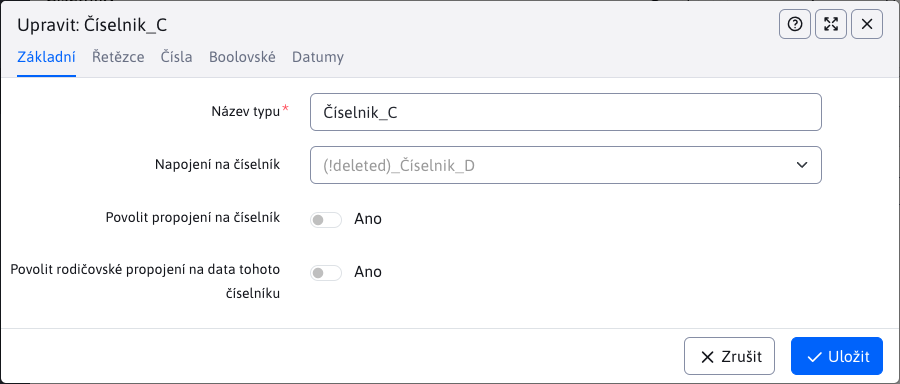 Upravit: Číselnik_C
Základní Řetězce Čísla Boolovské Datumy
Název typu*
Číselnik_C
Napojení na číselník
(!deleted)_Číselnik_D
Povolit propojení na číselník
Ano
Povolit rodičovské propojení na data tohoto
číselníku
Ano
Zrušit
Uložit